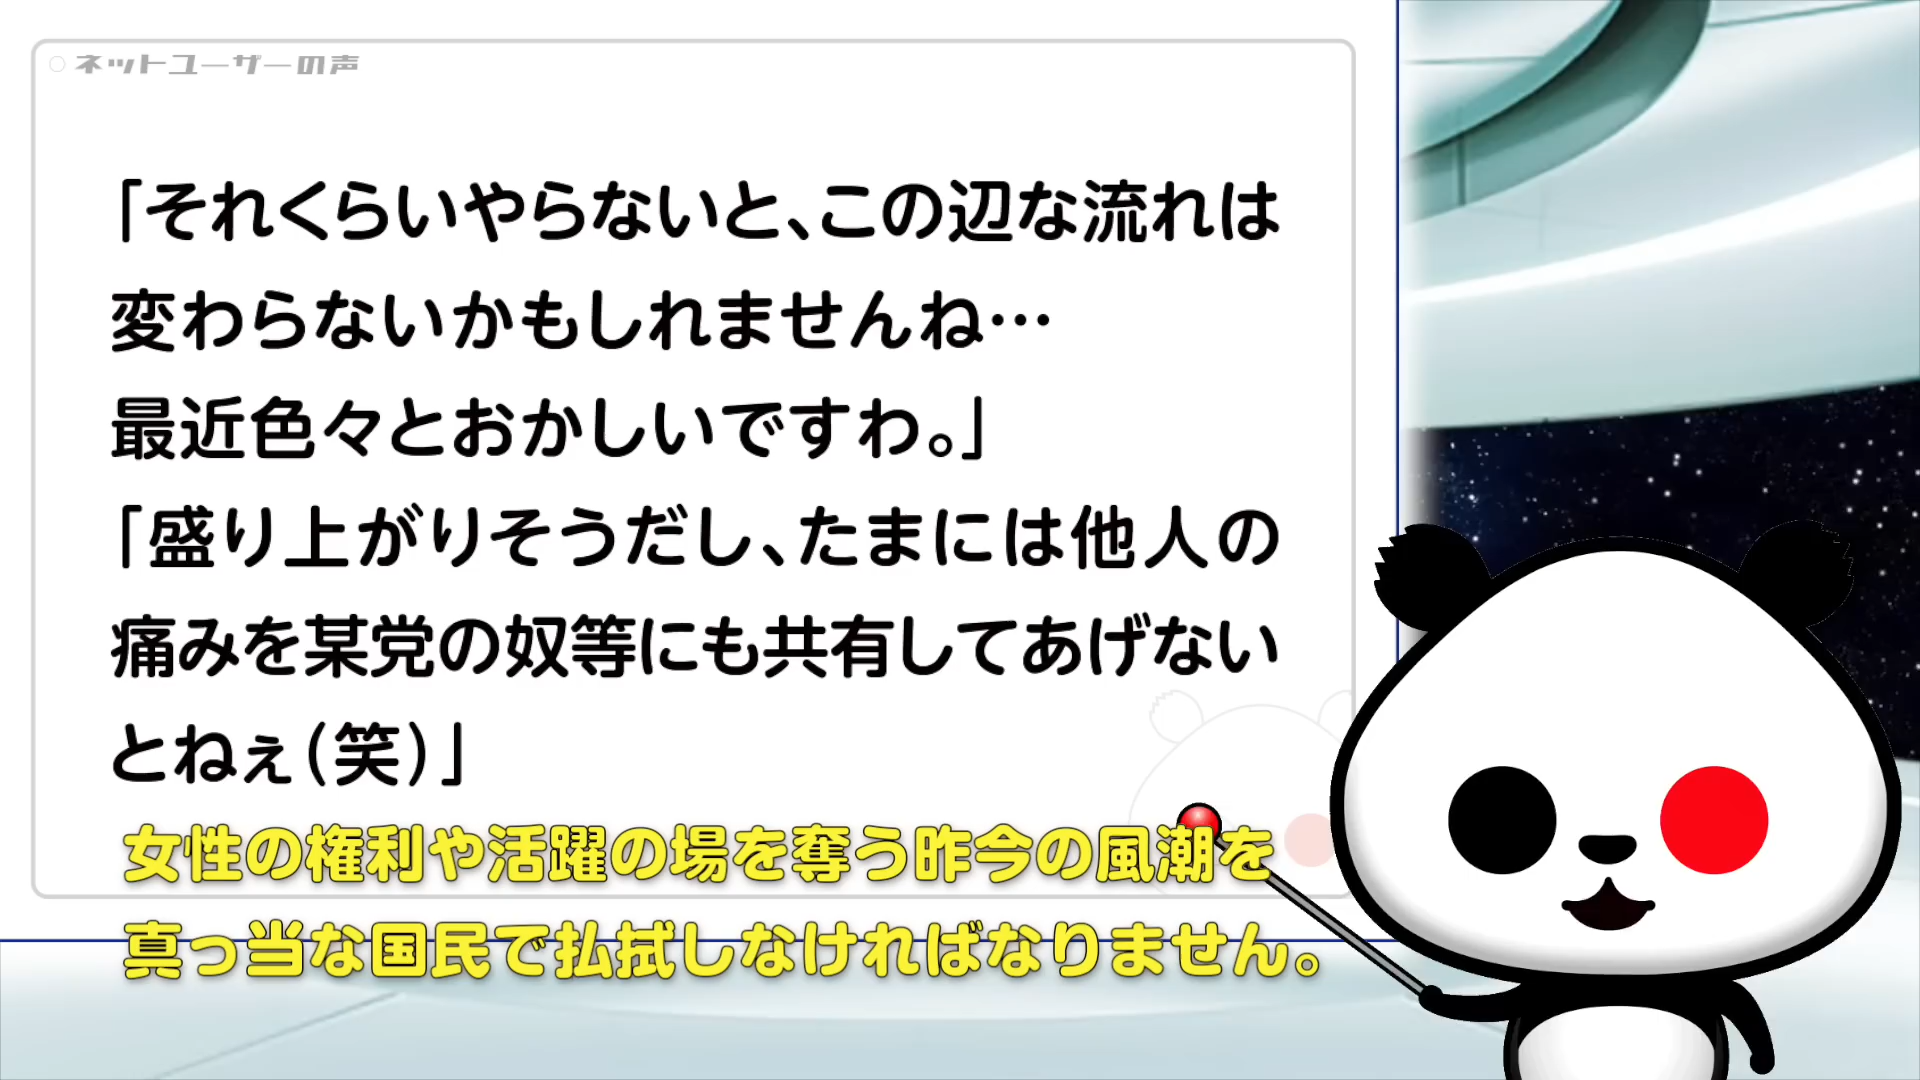 ネットユーザーの声
「それくらいやらないと、この辺な流れは
変わらないかもしれませんね…
最近色々とおかしいですわ。」
「盛り上がりそうだし、たまには他人の
痛みを某党の奴等にも共有してあげない
とねぇ(笑)」
女性の権利や活躍の場を奪う昨今の風潮を
真っ当な国民で払拭しなければなりません。